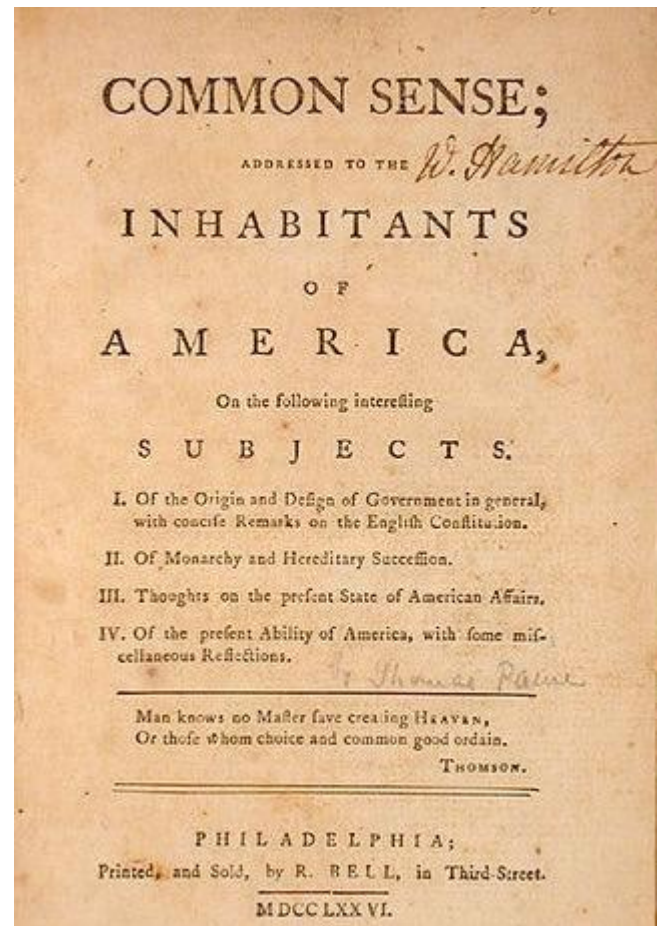 COMMON SENSE;
ADDRESSED TO THE W. Hamilton
INHABITANTS
OF
AMERICA,
On the following intereſting
SUBJECTS.
I. Of the Origin and Deſign of Government in general,
with conciſe Remarks on the Engliſh Conſtitution.
II. Of Monarchy and Hereditary Succeſſion.
III. Thoughts on the preſent State of American Affairs.
IV. Of the preſent Ability of America, with ſome miſ-
cellaneous Reflections.
By Thomas Paine
Man knows no Maſter ſave creating HEAVEN,
Or thoſe whom choice and common good ordain.
THOMSON.
PHILADELPHIA;
Printed, and Sold, by R. BELL, in Third-Street.
MDCCLXXVI.